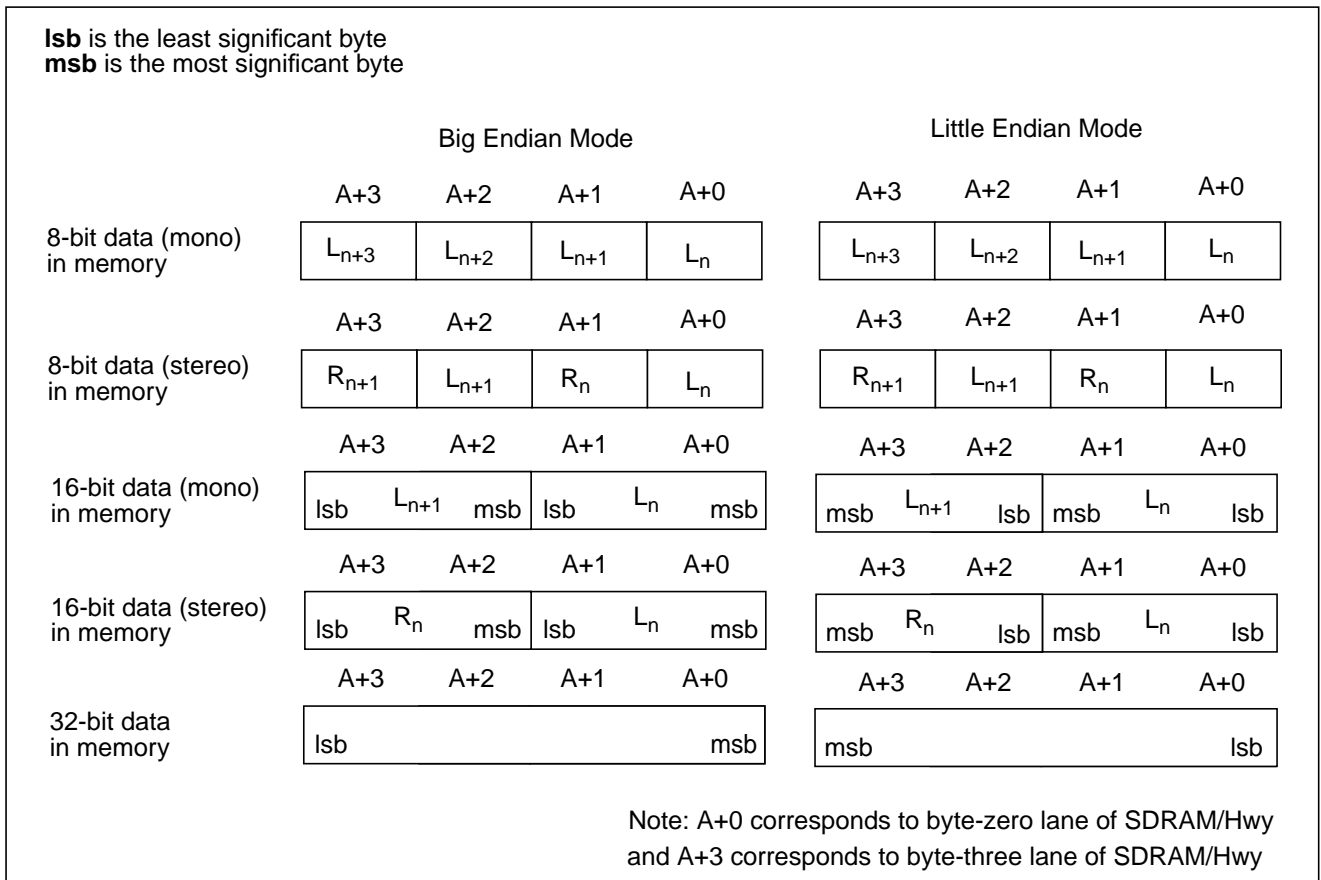 lsb is the least significant byte
msb is the most significant byte
Big Endian Mode
Little Endian Mode
A+3 A+2 A+1 A+0 A+3 A+2 A+1 A+0
8-bit data (mono)
in memory
Ln+3 Ln+2 Ln+1 Ln Ln+3 Ln+2 Ln+1 Ln
A+3 A+2 A+1 A+0 A+3 A+2 A+1 A+0
8-bit data (stereo)
in memory
Rn+1 Ln+1 Rn Ln Rn+1 Ln+1 Rn Ln
A+3 A+2 A+1 A+0 A+3 A+2 A+1 A+0
16-bit data (mono)
in memory
lsb Ln+1 msb lsb Ln msb msb Ln+1 lsb msb Ln lsb
A+3 A+2 A+1 A+0 A+3 A+2 A+1 A+0
16-bit data (stereo)
in memory
lsb Rn msb lsb Ln msb msb Rn lsb msb Ln lsb
A+3 A+2 A+1 A+0 A+3 A+2 A+1 A+0
32-bit data
in memory
lsb msb msb lsb
Note: A+0 corresponds to byte-zero lane of SDRAM/Hwy
and A+3 corresponds to byte-three lane of SDRAM/Hwy